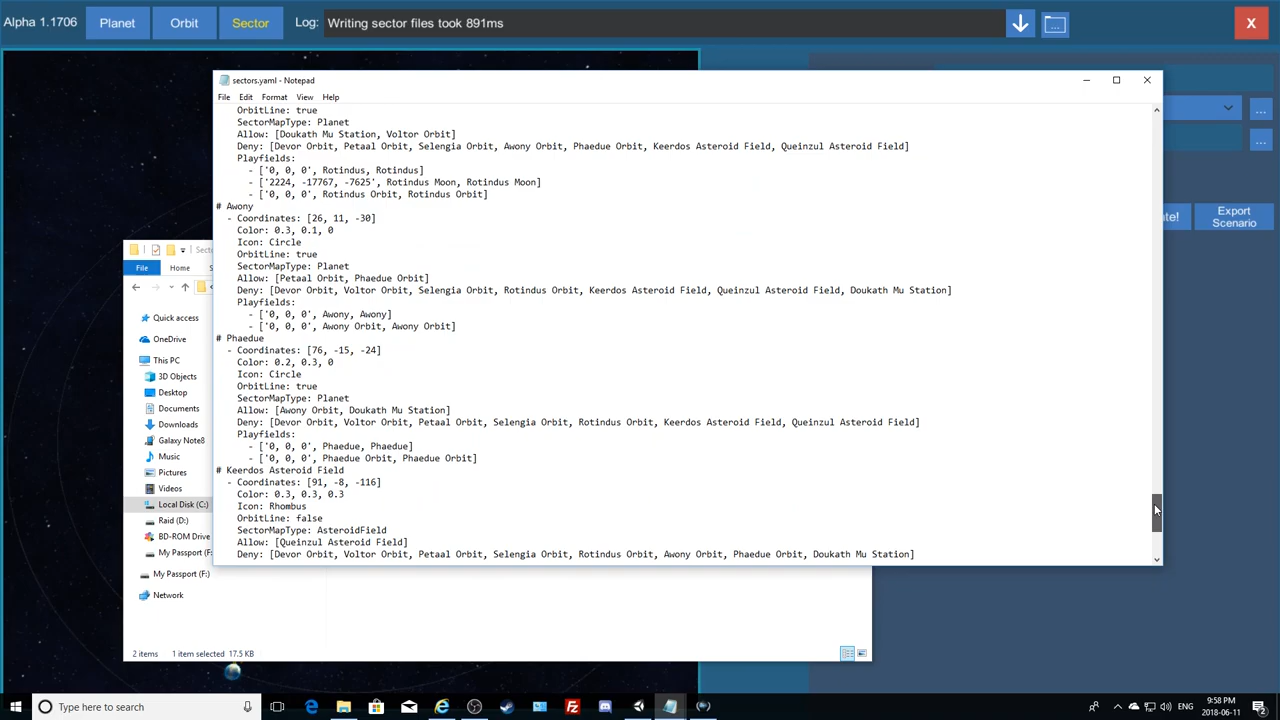 Alpha 1.1706
Planet
Orbit
Sector
Log:
Writing sector files took 891ms
...
X
sectors.yaml - Notepad
File Edit Format View Help
OrbitLine: true
SectorMapType: Planet
Allow: [Doukath Mu Station, Voltor Orbit]
Deny: [Devor Orbit, Petaal Orbit, Selengia Orbit, Awony Orbit, Phaedue Orbit, Keerdos Asteroid Field, Queinzul Asteroid Field]
Playfields:
- ['0, 0, 0', Rotindus, Rotindus]
- ['2224, -17767, -7625', Rotindus Moon, Rotindus Moon]
- ['0, 0, 0', Rotindus Orbit, Rotindus Orbit]
# Awony
- Coordinates: [26, 11, -30]
Color: 0.3, 0.1, 0
Icon: Circle
OrbitLine: true
SectorMapType: Planet
Allow: [Petaal Orbit, Phaedue Orbit]
Deny: [Devor Orbit, Voltor Orbit, Selengia Orbit, Rotindus Orbit, Keerdos Asteroid Field, Queinzul Asteroid Field, Doukath Mu Station]
Playfields:
- ['0, 0, 0', Awony, Awony]
- ['0, 0, 0', Awony Orbit, Awony Orbit]
# Phaedue
- Coordinates: [76, -15, -24]
Color: 0.2, 0.3, 0
Icon: Circle
OrbitLine: true
SectorMapType: Planet
Allow: [Awony Orbit, Doukath Mu Station]
Deny: [Devor Orbit, Voltor Orbit, Petaal Orbit, Selengia Orbit, Rotindus Orbit, Keerdos Asteroid Field, Queinzul Asteroid Field]
Playfields:
- ['0, 0, 0', Phaedue, Phaedue]
- ['0, 0, 0', Phaedue Orbit, Phaedue Orbit]
# Keerdos Asteroid Field
- Coordinates: [91, -8, -116]
Color: 0.3, 0.3, 0.3
Icon: Rhombus
OrbitLine: false
SectorMapType: AsteroidField
Allow: [Queinzul Asteroid Field]
Deny: [Devor Orbit, Voltor Orbit, Petaal Orbit, Selengia Orbit, Rotindus Orbit, Awony Orbit, Phaedue Orbit, Doukath Mu Station]
...
...
Export
Scenario
File
Home
Quick access
OneDrive
This PC
3D Objects
Desktop
Documents
Downloads
Galaxy Note8
Music
Pictures
Videos
Local Disk (C:)
Raid (D:)
BD-ROM Drive
My Passport (F:
My Passport (F:)
Network
2 items
1 item selected 17.5 KB
Type here to search
ENG
9:58 PM
2018-06-11
2